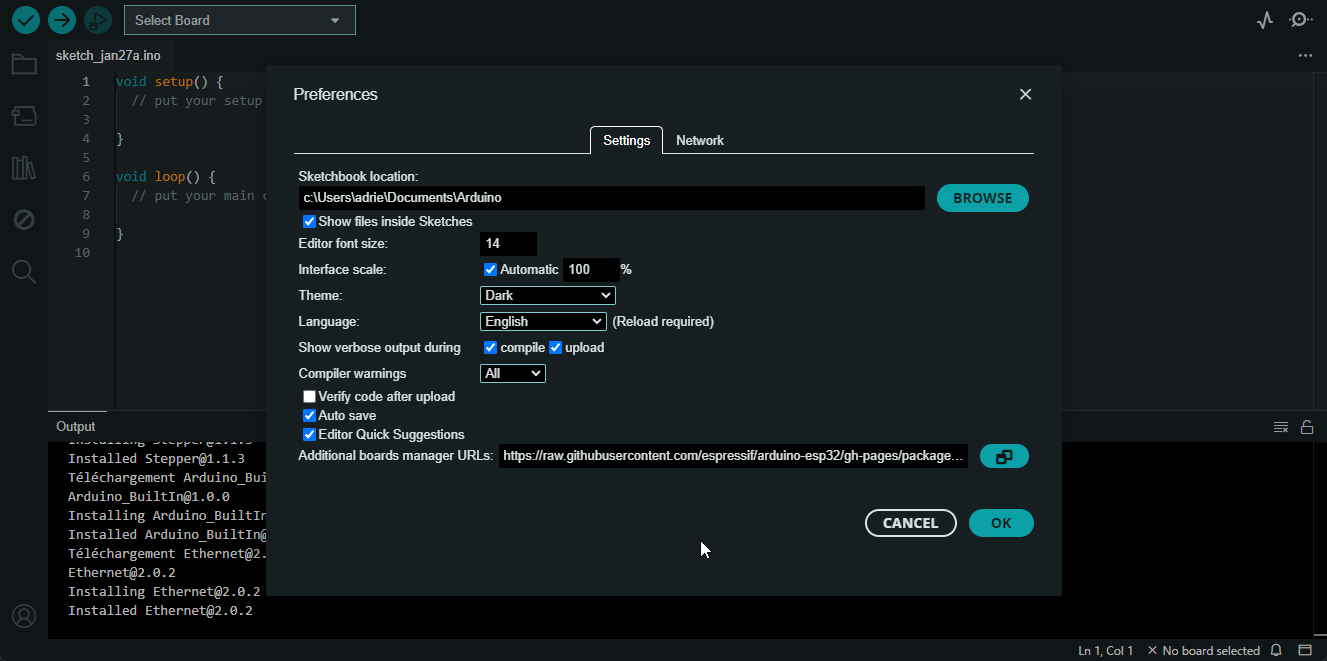 Select Board
sketch_jan27a.ino
1 void setup() {
2 // put your setup
3
4 }
5
6 void loop() {
7 // put your main
8
9 }
10
Preferences
Settings Network
Sketchbook location:
c:\Users\adrie\Documents\Arduino BROWSE
Show files inside Sketches
Editor font size: 14
Interface scale: Automatic 100 %
Theme: Dark
Language: English (Reload required)
Show verbose output during compile upload
Compiler warnings All
Verify code after upload
Auto save
Editor Quick Suggestions
Additional boards manager URLs: https://raw.githubusercontent.com/espressif/arduino-esp32/gh-pages/package...
CANCEL OK
Output
Installing Stepper@1.1.3
Installed Stepper@1.1.3
Téléchargement Arduino_Bui
Arduino_BuiltIn@1.0.0
Installing Arduino_BuiltIn
Installed Arduino_BuiltIn@
Téléchargement Ethernet@2.
Ethernet@2.0.2
Installing Ethernet@2.0.2
Installed Ethernet@2.0.2
Ln 1, Col 1 No board selected